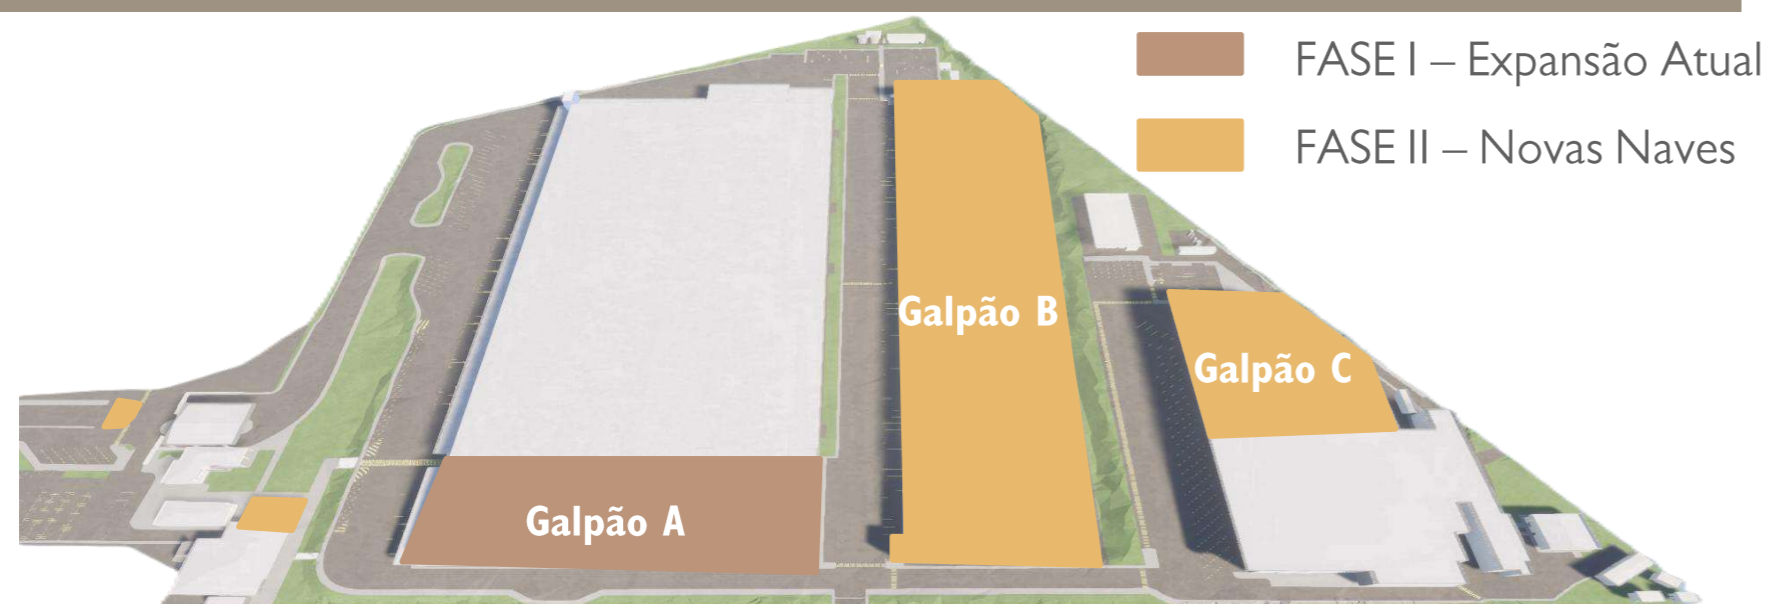 FASE I – Expansão Atual
FASE II – Novas Naves
Galpão B
Galpão C
Galpão A